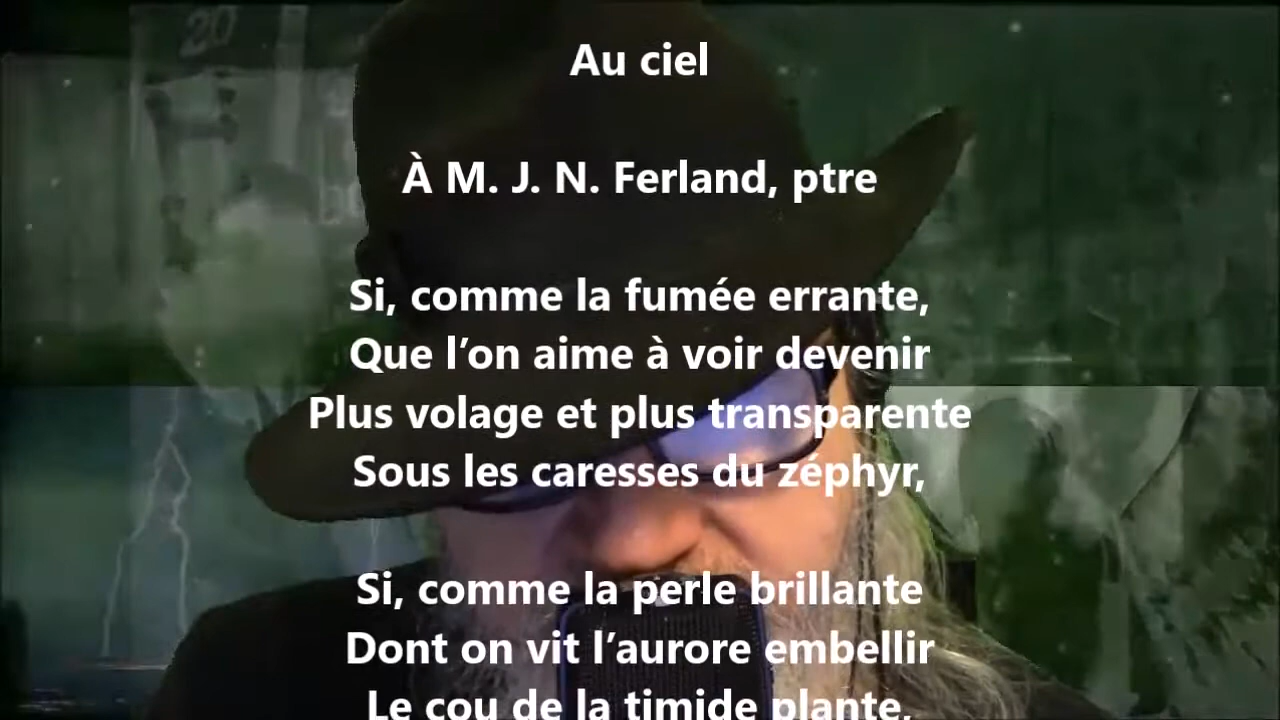 20
Au ciel
À M. J. N. Ferland, ptre
Si, comme la fumée errante,
Que l’on aime à voir devenir
Plus volage et plus transparente
Sous les caresses du zéphyr,
Si, comme la perle brillante
Dont on vit l’aurore embellir
Le cou de la timide plante,